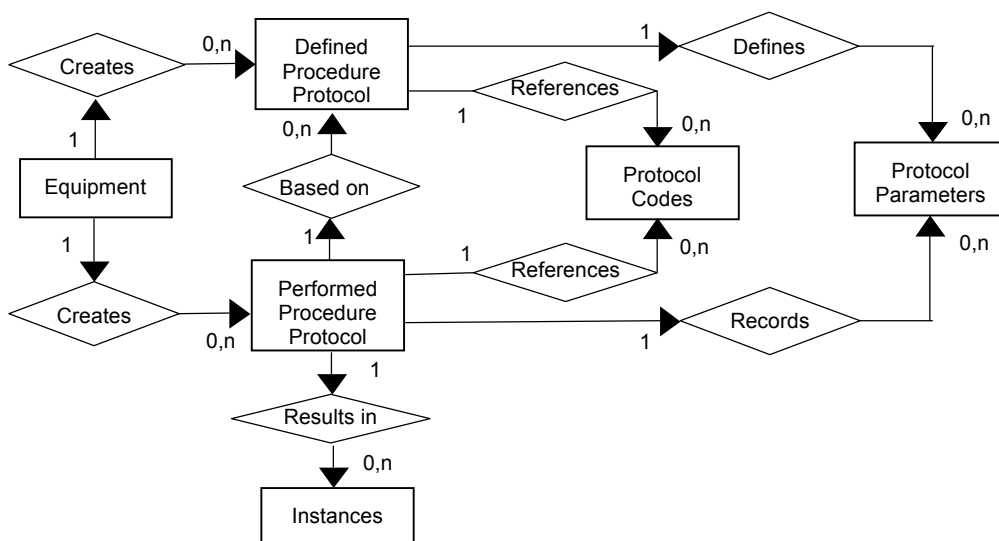 0,n
Creates
Defined
Procedure
Protocol
1
Defines
References
1
0,n
0,n
0,n
1
Equipment
Based on
Protocol
Codes
Protocol
Parameters
1
1
1
0,n
0,n
References
Creates
0,n
Performed
Procedure
Protocol
1
Records
1
Results in
0,n
Instances